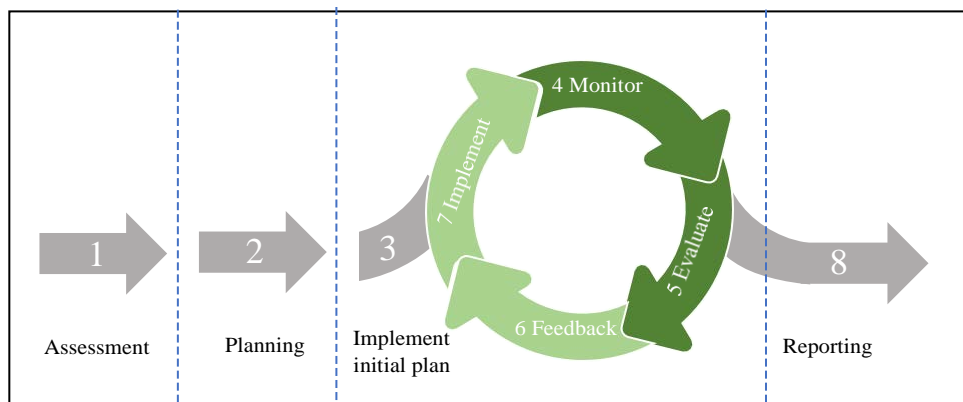 1
Assessment
2
Planning
3
Implement
initial plan
4 Monitor
5 Evaluate
6 Feedback
7 Implement
8
Reporting